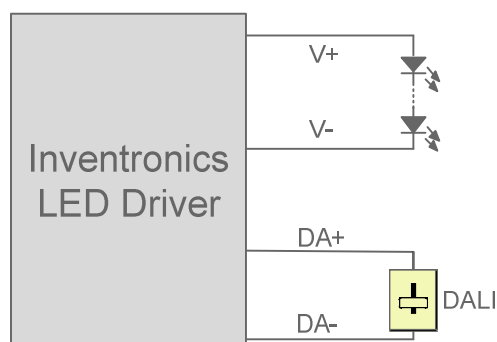 V+
V-
Inventronics
LED Driver
DA+
DALI
DA-